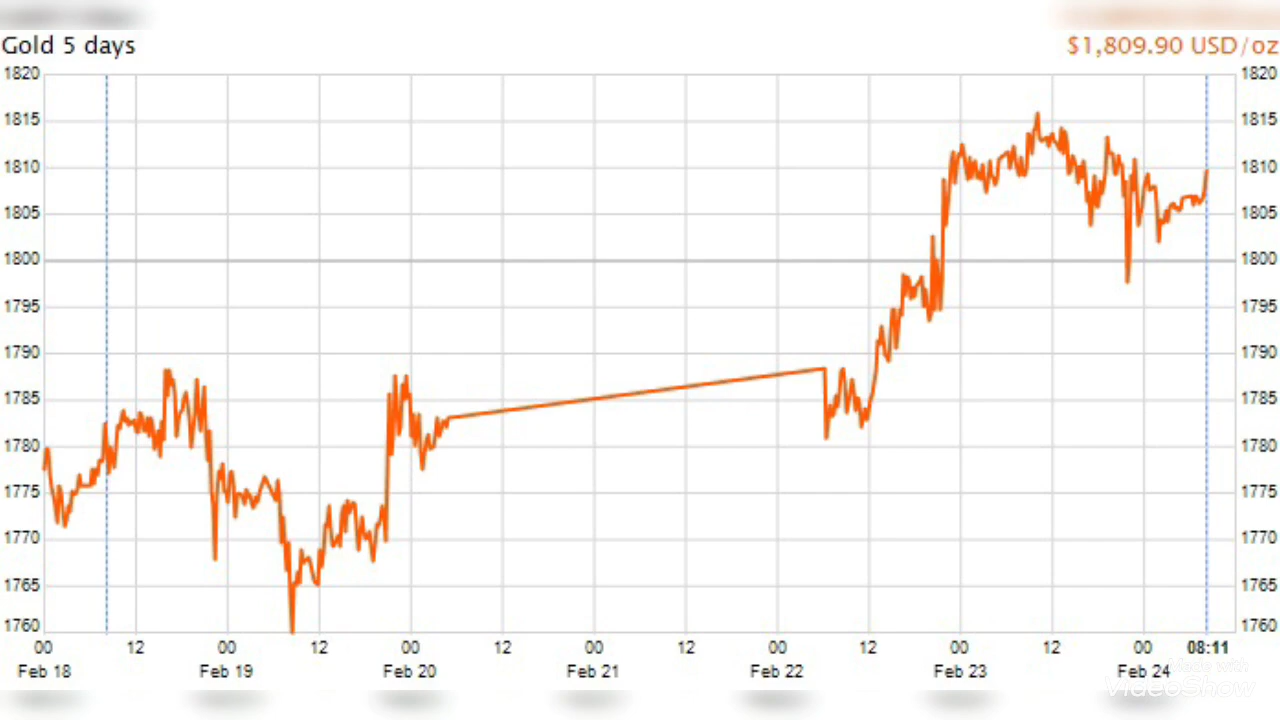 Gold 5 days $1,809.90 USD/oz
1820 1820
1815 1815
1810 1810
1805 1805
1800 1800
1795 1795
1790 1790
1785 1785
1780 1780
1775 1775
1770 1770
1765 1765
1760 1760
00 12 00 12 00 12 00 12 00 12 00 12 00 08:11
Feb 18 Feb 19 Feb 20 Feb 21 Feb 22 Feb 23 Feb 24
Made with
VideoShow